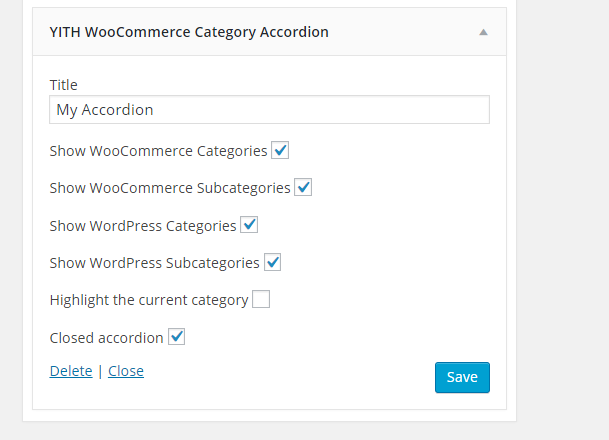 YITH WooCommerce Category Accordion
Title
My Accordion
Show WooCommerce Categories
Show WooCommerce Subcategories
Show WordPress Categories
Show WordPress Subcategories
Highlight the current category
Closed accordion
Delete | Close
Save